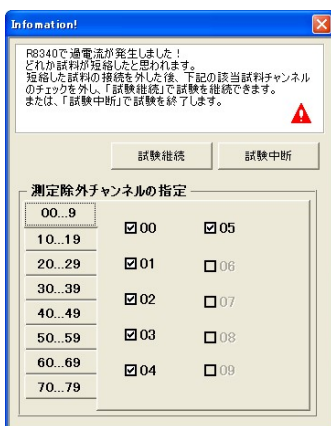 Infomation!
R8340で過電流が発生しました！
どれか試料が短絡したと思われます。
短絡した試料の接続を外した後、下記の該当試料チャンネル
のチェックを外し、「試験継続」で試験を継続できます。
または、「試験中断」で試験を終了します。
試験継続
試験中断
測定除外チャンネルの指定
00...9
10...19
20...29
30...39
40...49
50...59
60...69
70...79
00
05
01
06
02
07
03
08
04
09